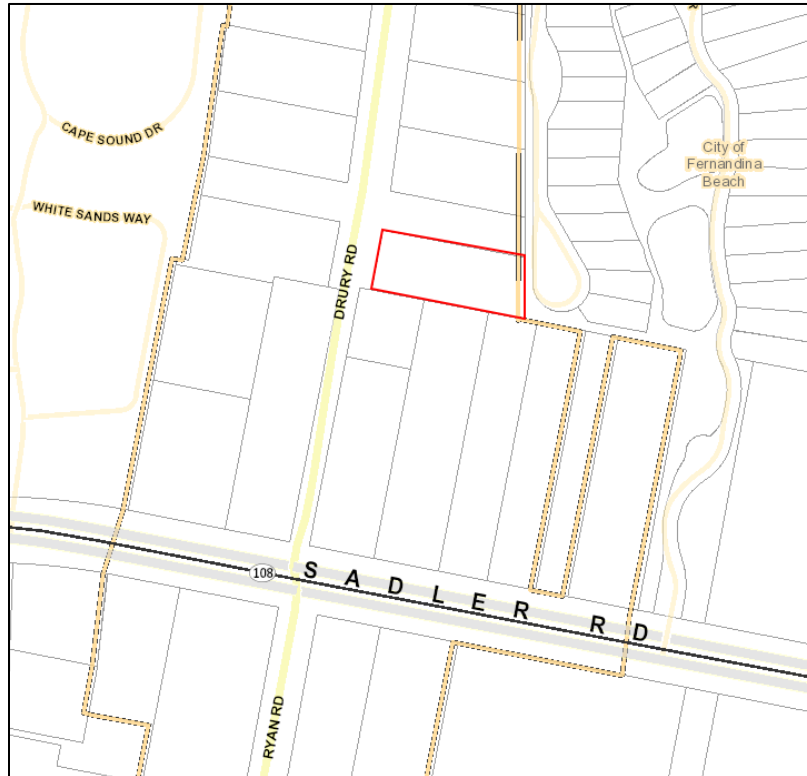 CAPE SOUND DR
City of
Fernandina
Beach
WHITE SANDS WAY
DRURY RD
108
SADLER RD
RYAN RD